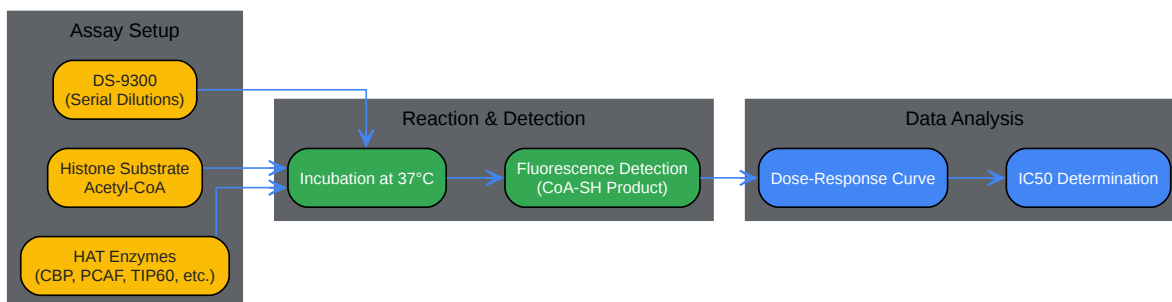 Assay Setup
DS-9300
(Serial Dilutions)
Histone Substrate
Acetyl-CoA
HAT Enzymes
(CBP, PCAF, TIP60, etc.)
Reaction & Detection
Incubation at 37°C
Fluorescence Detection
(CoA-SH Product)
Data Analysis
Dose-Response Curve
IC50 Determination